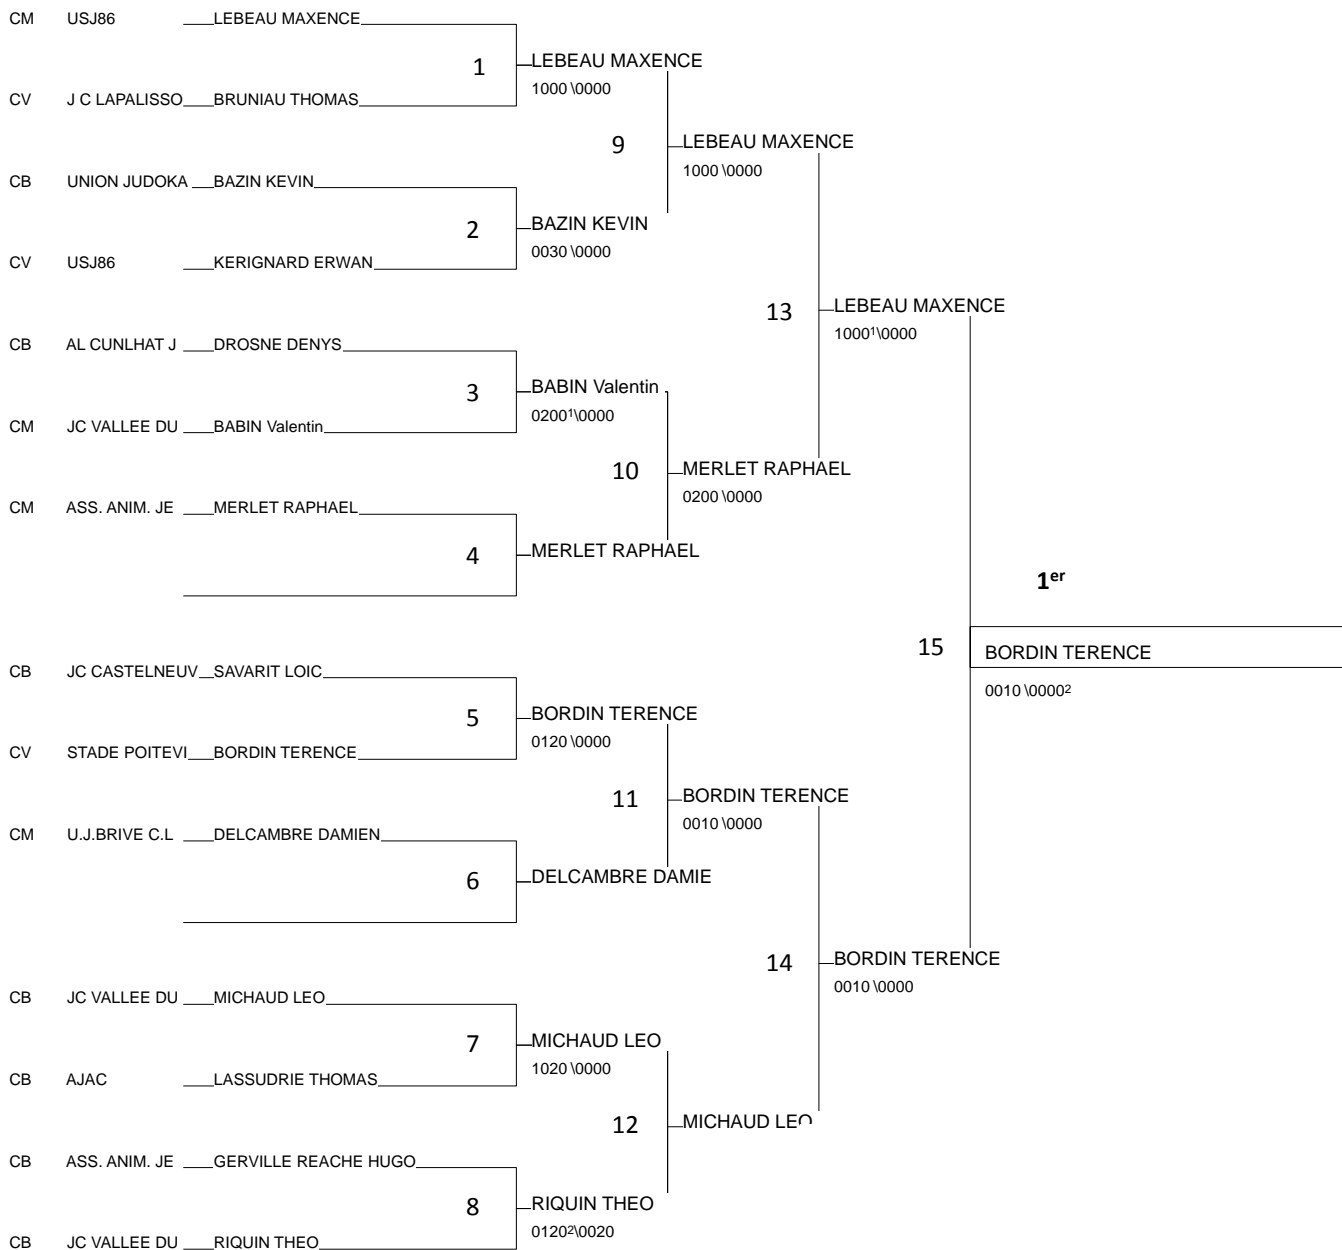 CM USJ86 LEBEAU MAXENCE
1 LEBEAU MAXENCE
1000 \0000
CV J C LAPALISSO BRUNIAU THOMAS
9 LEBEAU MAXENCE
1000 \0000
CB UNION JUDOKA BAZIN KEVIN
2 BAZIN KEVIN
0030 \0000
CV USJ86 KERIGNARD ERWAN
13 LEBEAU MAXENCE
1000¹\0000
CB AL CUNLHAT J DROSNE DENYS
3 BABIN Valentin
0200¹\0000
CM JC VALLEE DU BABIN Valentin
10 MERLET RAPHAEL
0200 \0000
CM ASS. ANIM. JE MERLET RAPHAEL
4 MERLET RAPHAEL
1er
15 BORDIN TERENCE
0010 \0000²
CB JC CASTELNEUV SAVARIT LOIC
5 BORDIN TERENCE
0120 \0000
CV STADE POITEVI BORDIN TERENCE
11 BORDIN TERENCE
0010 \0000
CM U.J.BRIVE C.L DELCAMBRE DAMIEN
6 DELCAMBRE DAMIE
14 BORDIN TERENCE
0010 \0000
CB JC VALLEE DU MICHAUD LEO
7 MICHAUD LEO
1020 \0000
CB AJAC LASSUDRIE THOMAS
12 MICHAUD LEO
CB ASS. ANIM. JE GERVILLE REACHE HUGO
8 RIQUIN THEO
0120²\0020
CB JC VALLEE DU RIQUIN THEO